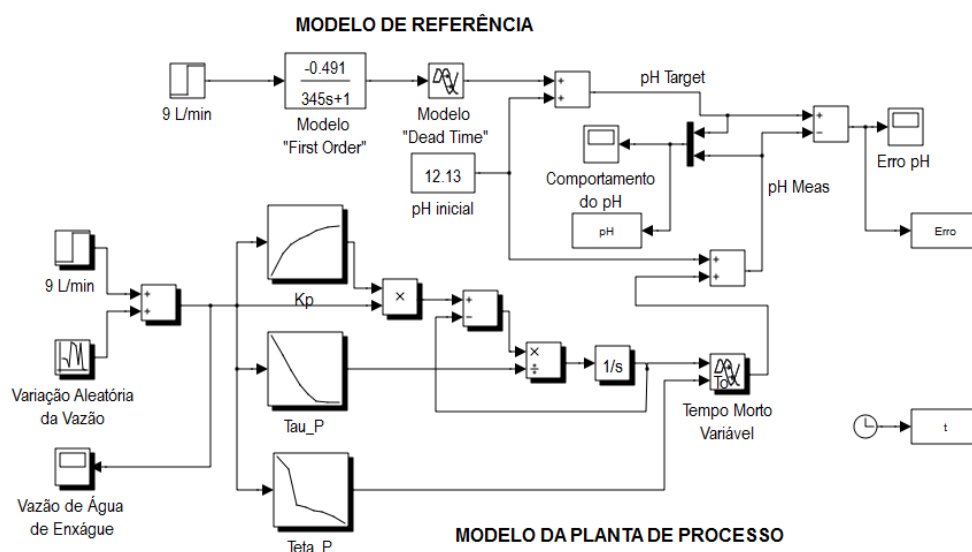 MODELO DE REFERÊNCIA
-0.491
345s+1
9 L/min
Modelo
"First Order"
Modelo
"Dead Time"
+
+
pH Target
+
−
Erro pH
12.13
pH inicial
Comportamento
do pH
pH Meas
pH
Erro
9 L/min
+
+
Kp
×
+
−
+
+
×
÷
1/s
To
Tempo Morto
Variável
Variação Aleatória
da Vazão
Tau_P
t
Vazão de Água
de Enxágue
Teta_P
MODELO DA PLANTA DE PROCESSO